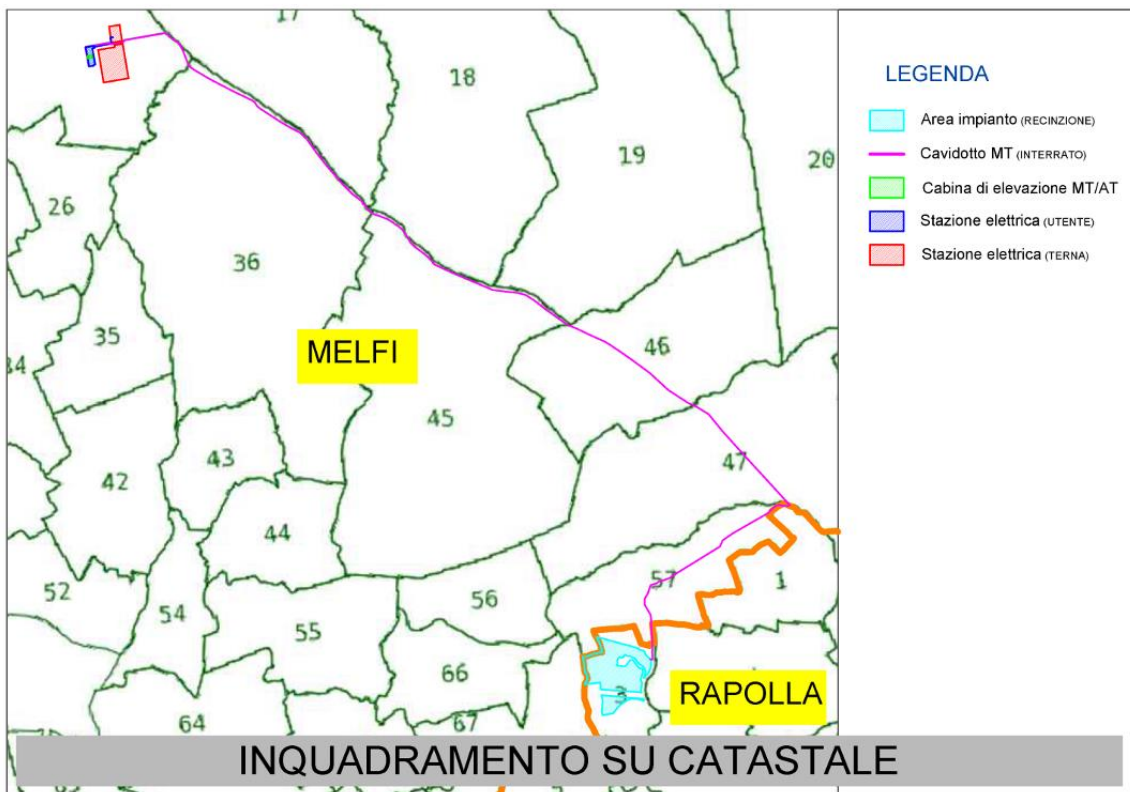 17
18
19
20
26
36
35
46
MELFI
45
47
43
42
44
57
1
52
56
54
55
66
3
RAPOLLA
64
67
INQUADRAMENTO SU CATASTALE
LEGENDA
Area impianto (RECINZIONE)
Cavidotto MT (INTERRATO)
Cabina di elevazione MT/AT
Stazione elettrica (UTENTE)
Stazione elettrica (TERNA)